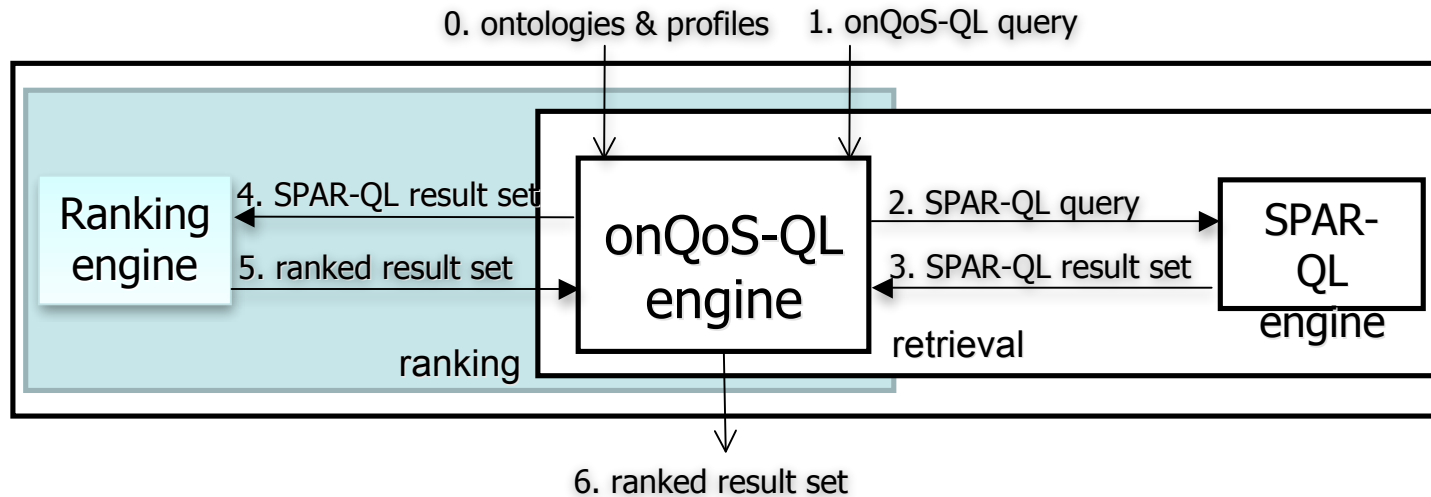 0. ontologies & profiles
1. onQoS-QL query
Ranking
engine
4. SPAR-QL result set
5. ranked result set
onQoS-QL
engine
2. SPAR-QL query
3. SPAR-QL result set
SPAR-
QL
engine
ranking
retrieval
6. ranked result set